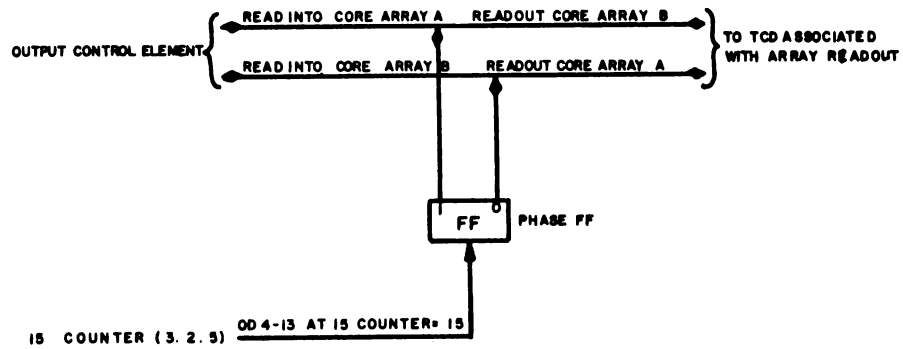 READ INTO CORE ARRAY A READOUT CORE ARRAY B
OUTPUT CONTROL ELEMENT
TO TCD ASSOCIATED
WITH ARRAY READOUT
READ INTO CORE ARRAY B READOUT CORE ARRAY A
1 0
FF
PHASE FF
15 COUNTER (3.2.5) OD 4-13 AT 15 COUNTER= 15